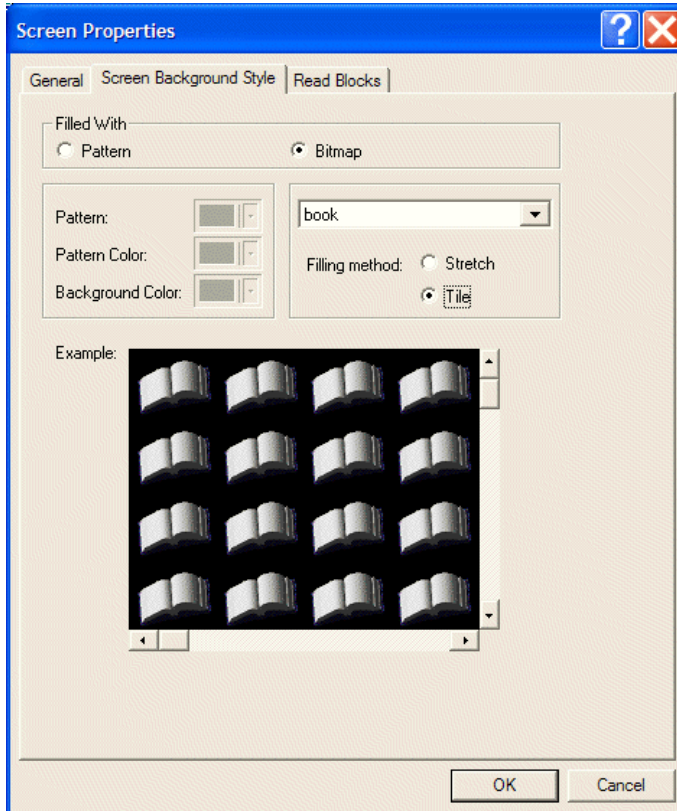 Screen Properties
General Screen Background Style Read Blocks
Filled With
Pattern Bitmap
Pattern: book
Pattern Color: Filling method: Stretch
Background Color: Tile
Example:
OK Cancel